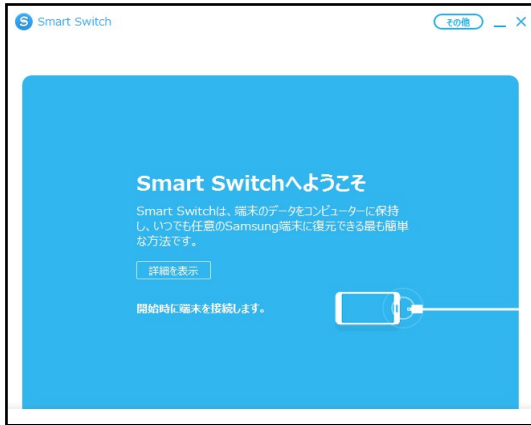 Smart Switch
その他
Smart Switchへようこそ
Smart Switchは、端末のデータをコンピューターに保持
し、いつでも任意のSamsung端末に復元できる最も簡単
な方法です。
詳細を表示
開始時に端末を接続します。